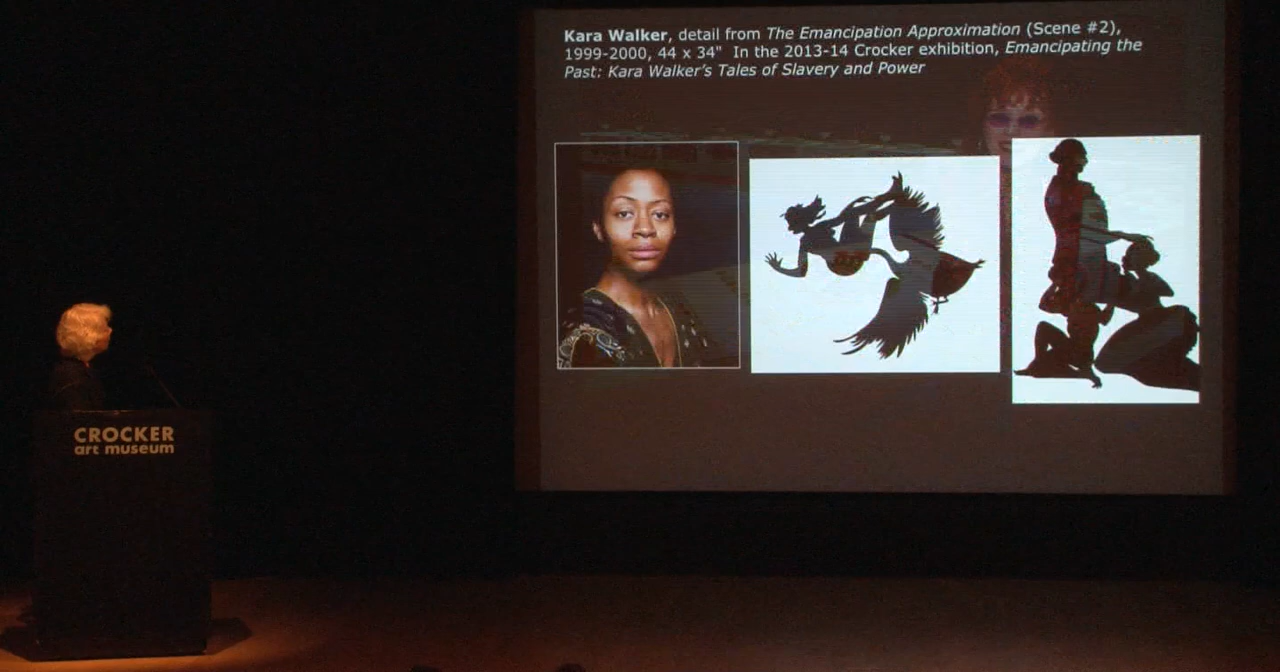 Kara Walker, detail from The Emancipation Approximation (Scene #2),
1999-2000, 44 x 34" In the 2013-14 Crocker exhibition, Emancipating the
Past: Kara Walker's Tales of Slavery and Power
CROCKER
art museum